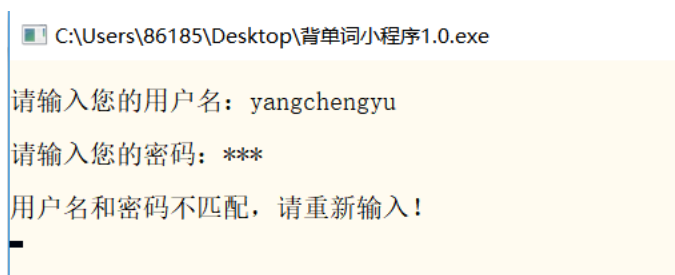 C:\Users\86185\Desktop\背单词小程序1.0.exe
请输入您的用户名：yangchengyu
请输入您的密码：***
用户名和密码不匹配，请重新输入！